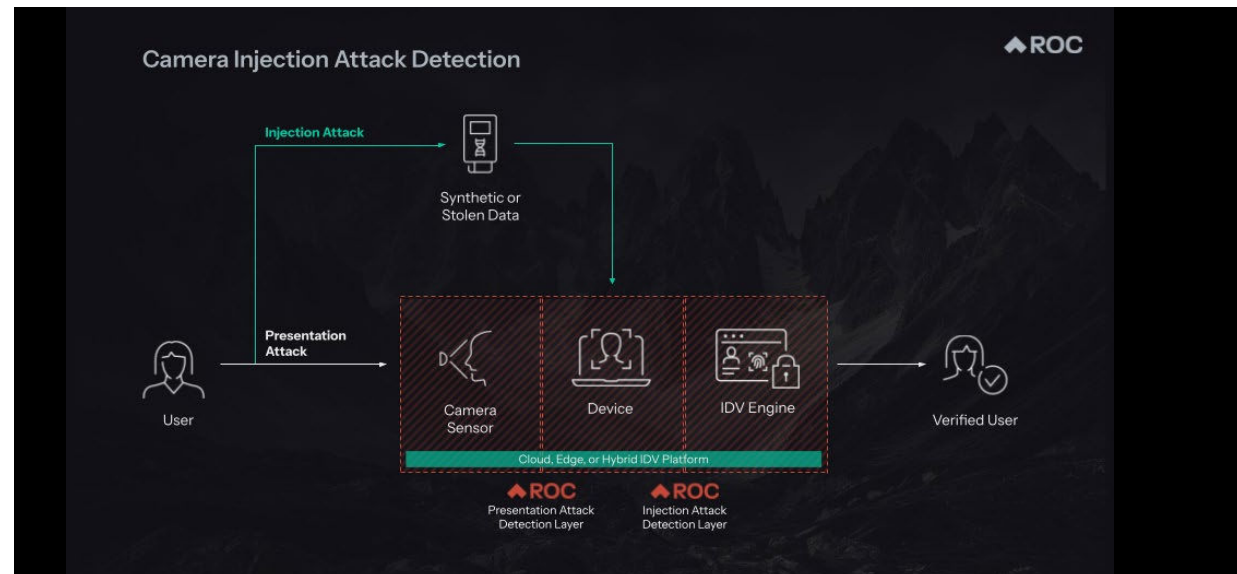 Camera Injection Attack Detection
ROC
Injection Attack
Synthetic or
Stolen Data
Presentation
Attack
User
Camera
Sensor
Device
IDV Engine
Verified User
Cloud, Edge, or Hybrid IDV Platform
ROC
Presentation Attack
Detection Layer
ROC
Injection Attack
Detection Layer